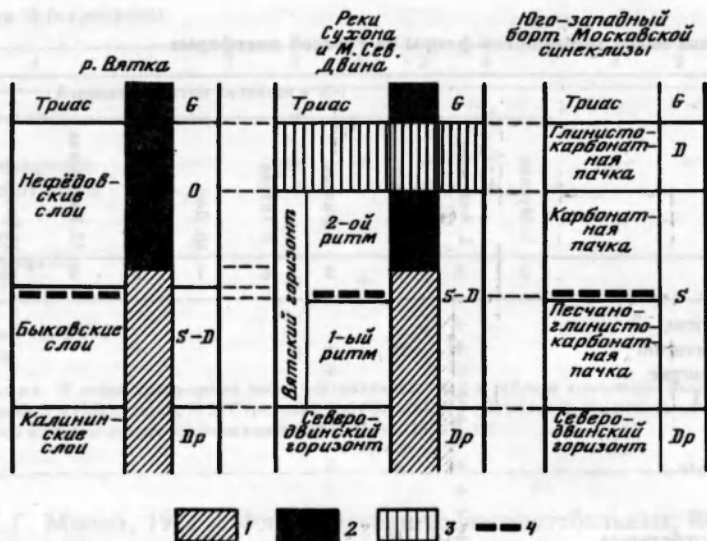 р. Вятка
Триас
G
Нефёдов-
ские
слои
О
Быковские
слои
S-D
Калинин-
ские
слои
Dp
Реки
Сухона
и М. Сев.
Двина
Триас
G
Вятский горизонт
2-ой
ритм
1-ый
ритм
S-D
Северо-
двинский
горизонт
Dp
Юго-западный
борт Московской
синеклизы
Триас
G
Глинисто-
карбонат-
ная
пачка
D
Карбонат-
ная
пачка
S
Песчано-
глинисто-
карбонат-
ная
пачка
Северо-
двинский
горизонт
Dp
1
2
3
4